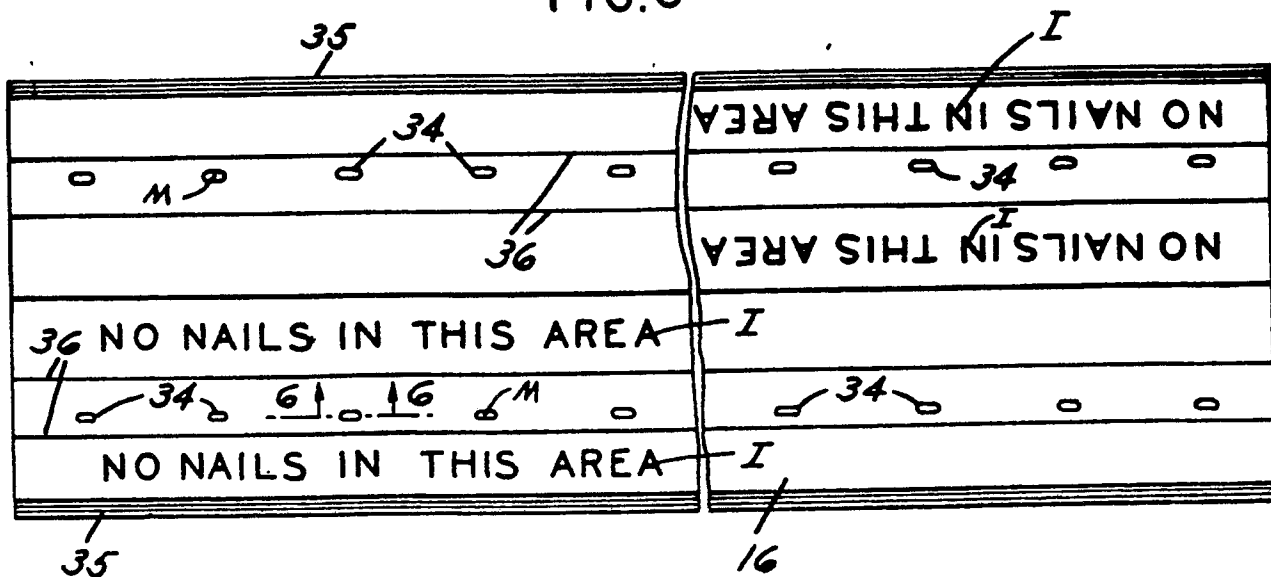 35 I
NO NAILS IN THIS AREA
34
M 34
36 I
NO NAILS IN THIS AREA
NO NAILS IN THIS AREA I
36
34 6 6 M 34
NO NAILS IN THIS AREA I
35 16